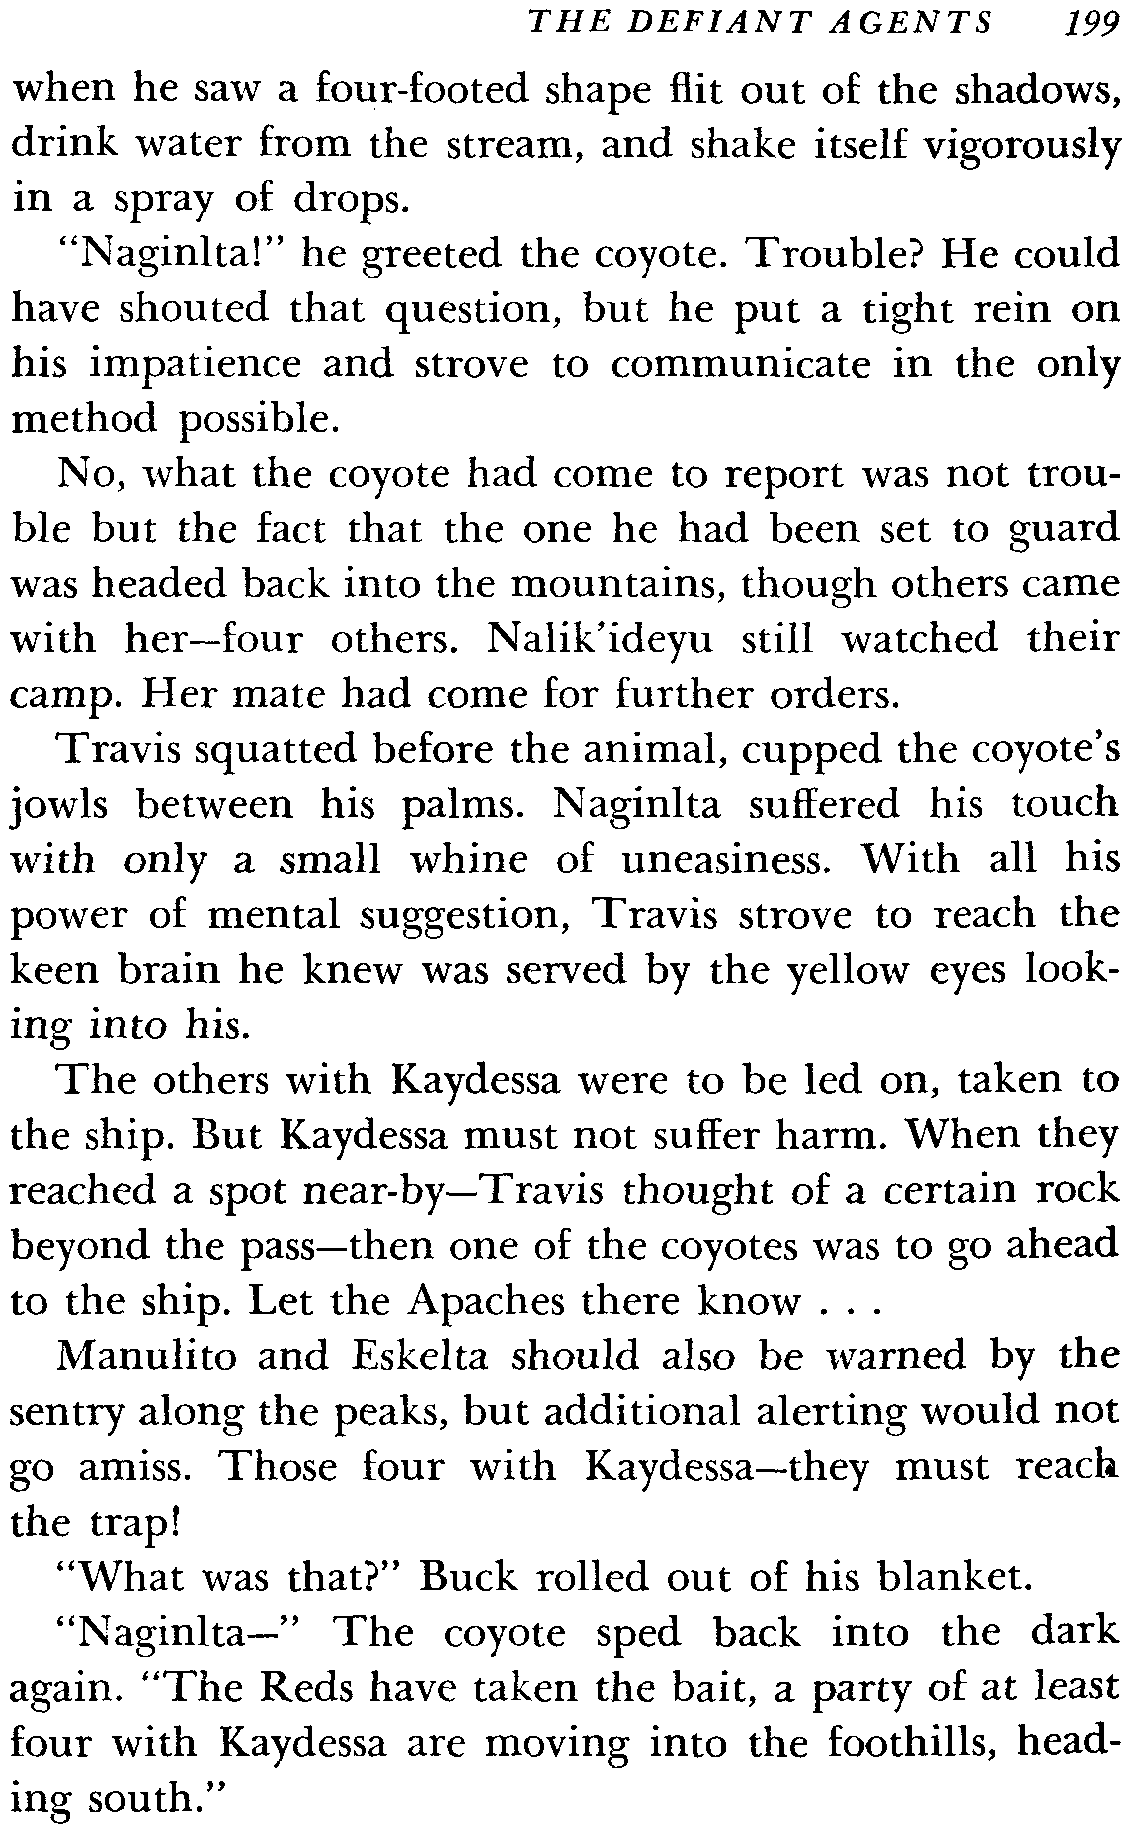 THE DEFIANT AGENTS 199
when he saw a four-footed shape flit out of the shadows,
drink water from the stream, and shake itself vigorously
in a spray of drops.
“Naginlta!” he greeted the coyote. Trouble? He could
have shouted that question, but he put a tight rein on
his impatience and strove to communicate in the only
method possible.
No, what the coyote had come to report was not trou-
ble but the fact that the one he had been set to guard
was headed back into the mountains, though others came
with her—four others. Nalik’ideyu still watched their
camp. Her mate had come for further orders.
Travis squatted before the animal, cupped the coyote’s
jowls between his palms. Naginlta suffered his touch
with only a small whine of uneasiness. With all his
power of mental suggestion, Travis strove to reach the
keen brain he knew was served by the yellow eyes look-
ing into his.
The others with Kaydessa were to be led on, taken to
the ship. But Kaydessa must not suffer harm. When they
reached a spot near-by—Travis thought of a certain rock
beyond the pass—then one of the coyotes was to go ahead
to the ship. Let the Apaches there know . . .
Manulito and Eskelta should also be warned by the
sentry along the peaks, but additional alerting would not
go amiss. Those four with Kaydessa—they must reach
the trap!
“What was that?” Buck rolled out of his blanket.
“Naginlta—” The coyote sped back into the dark
again. “The Reds have taken the bait, a party of at least
four with Kaydessa are moving into the foothills, head-
ing south.”